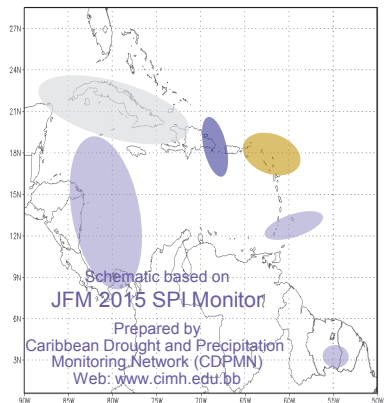 27N
24N
21N
18N
15N
12N
9N
6N
3N
Schematic based on
JFM 2015 SPI Monitor
Prepared by
Caribbean Drought and Precipitation
Monitoring Network (CDPMN)
Web: www.cimh.edu.bb
90W 85W 80W 75W 70W 65W 60W 55W 50W